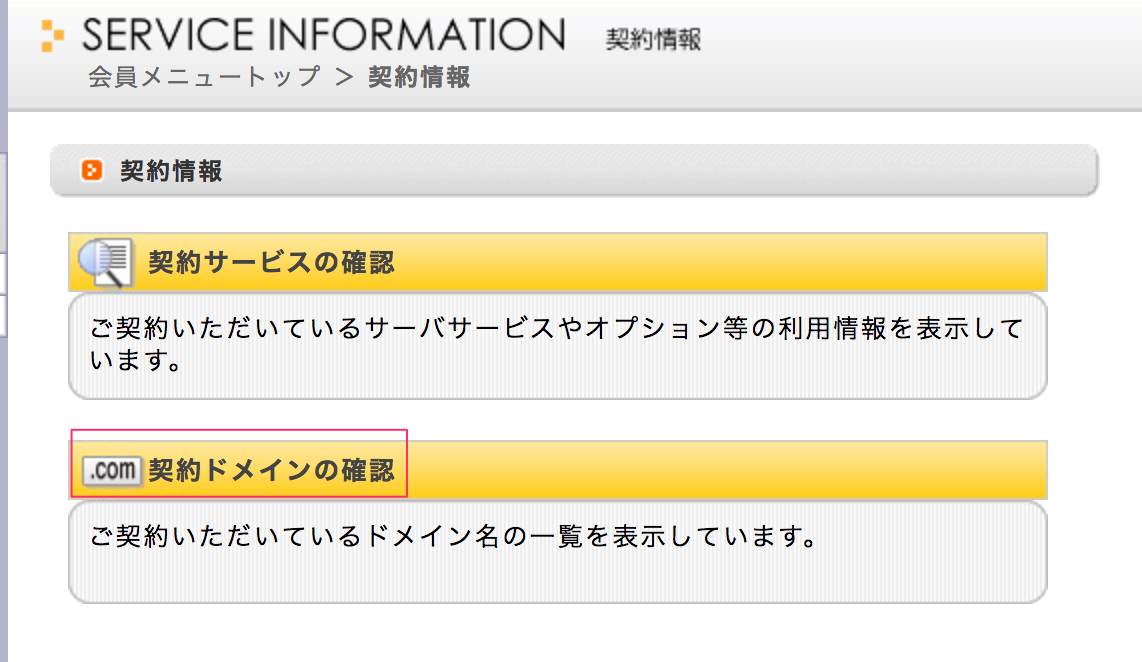 SERVICE INFORMATION 契約情報
会員メニュートップ ＞ 契約情報
契約情報
契約サービスの確認
ご契約いただいているサーバサービスやオプション等の利用情報を表示して
います。
.com 契約ドメインの確認
ご契約いただいているドメイン名の一覧を表示しています。